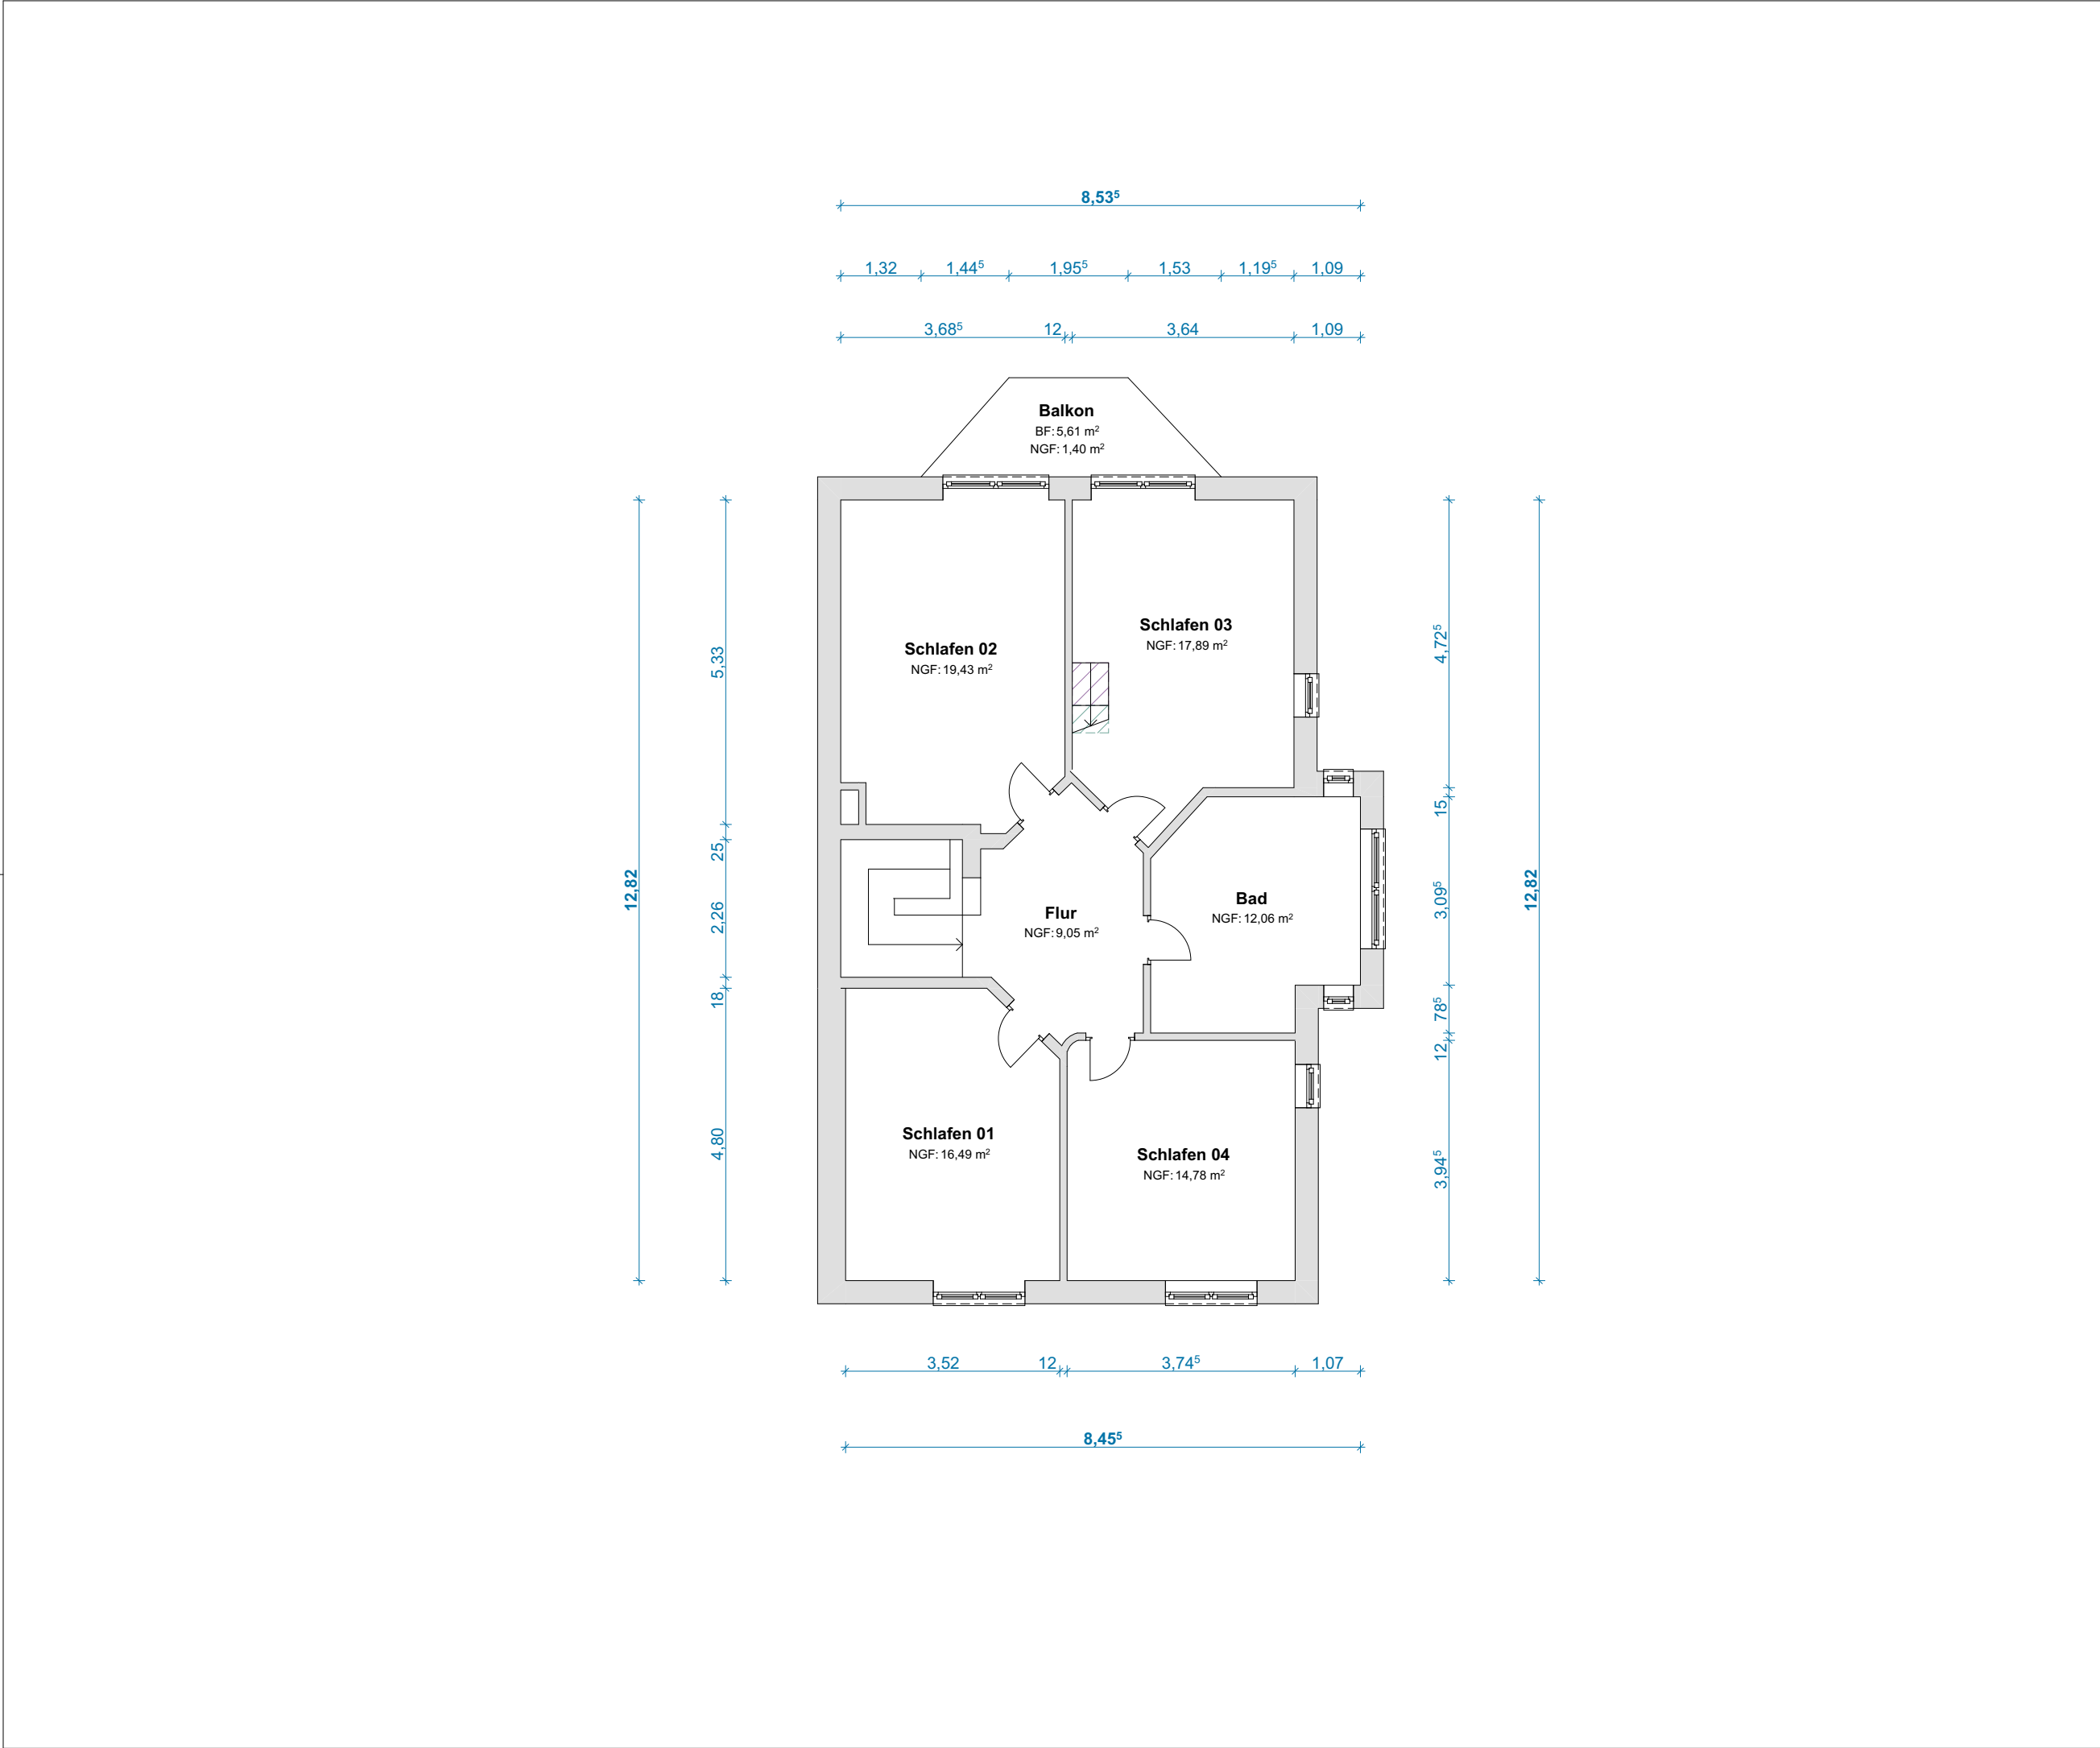 8,53⁵
1,32 1,44⁵ 1,95⁵ 1,53 1,19⁵ 1,09
3,68⁵ 12 3,64 1,09
Balkon
BF: 5,61 m²
NGF: 1,40 m²
Schlafen 02
NGF: 19,43 m²
Schlafen 03
NGF: 17,89 m²
Flur
NGF: 9,05 m²
Bad
NGF: 12,06 m²
Schlafen 01
NGF: 16,49 m²
Schlafen 04
NGF: 14,78 m²
12,82
5,33
25
2,26
18
4,80
4,72⁵
15
3,09⁵
78⁵
12
3,94⁵
12,82
3,52 12 3,74⁵ 1,07
8,45⁵